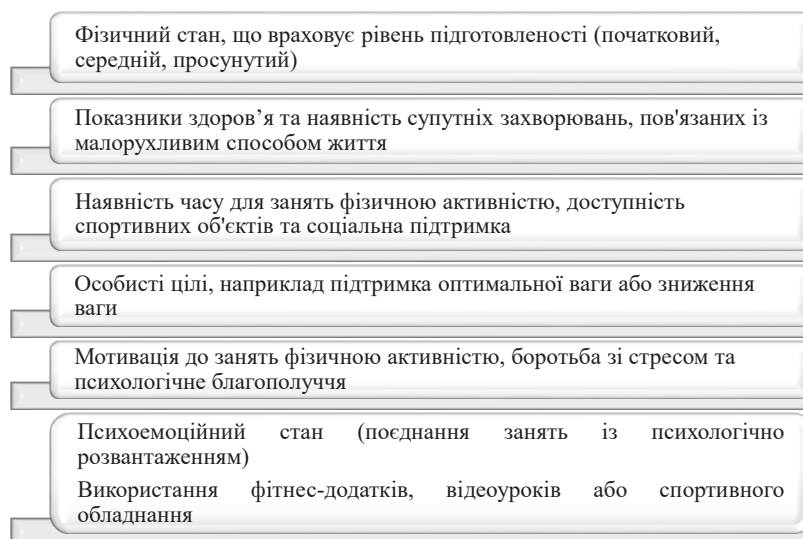 Фізичний стан, що враховує рівень підготовленості (початковий,
середній, просунутий)
Показники здоров’я та наявність супутніх захворювань, пов'язаних із
малорухливим способом життя
Наявність часу для занять фізичною активністю, доступність
спортивних об'єктів та соціальна підтримка
Особисті цілі, наприклад підтримка оптимальної ваги або зниження
ваги
Мотивація до занять фізичною активністю, боротьба зі стресом та
психологічне благополуччя
Психоемоційний стан (поєднання занять із психологічно
розвантаженням)
Використання фітнес-додатків, відеоуроків або спортивного
обладнання